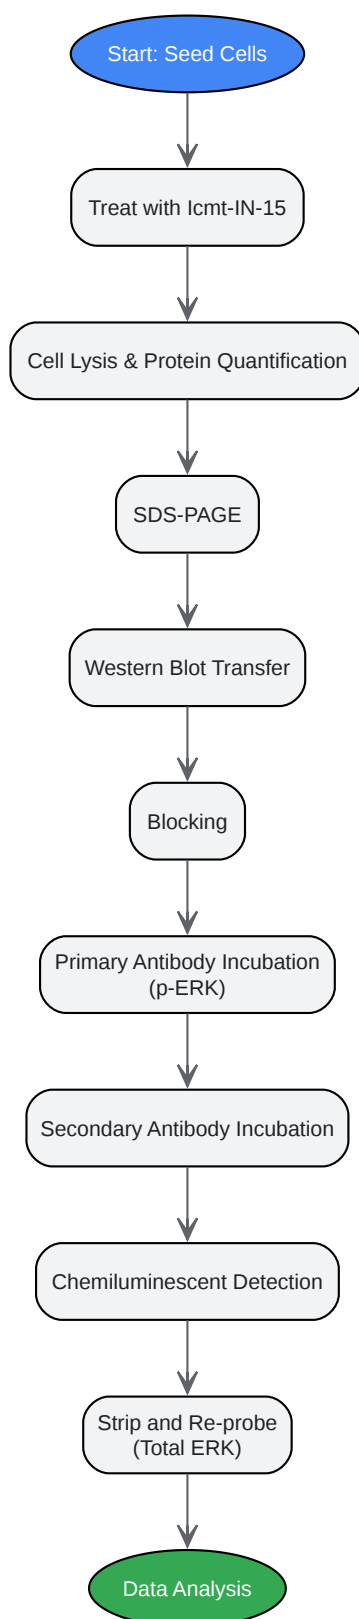 Start: Seed Cells
Treat with Icmt-IN-15
Cell Lysis & Protein Quantification
SDS-PAGE
Western Blot Transfer
Blocking
Primary Antibody Incubation
(p-ERK)
Secondary Antibody Incubation
Chemiluminescent Detection
Strip and Re-probe
(Total ERK)
Data Analysis